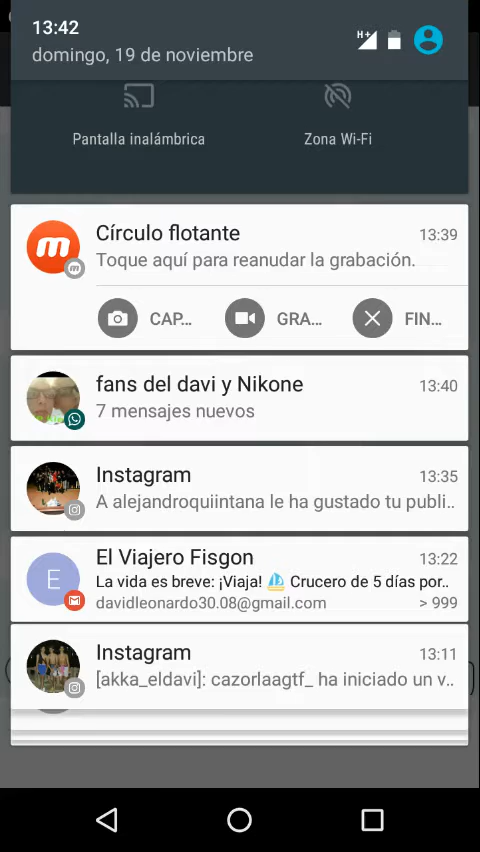 13:42
domingo, 19 de noviembre
H+
Pantalla inalámbrica
Zona Wi-Fi
Círculo flotante
13:39
Toque aquí para reanudar la grabación.
CAP...
GRA...
FIN...
fans del davi y Nikone
13:40
7 mensajes nuevos
Instagram
13:35
A alejandroquiintana le ha gustado tu publi..
El Viajero Fisgon
13:22
E
La vida es breve: ¡Viaja! ⛵ Crucero de 5 días por..
davidleonardo30.08@gmail.com
> 999
Instagram
13:11
[akka_eldavi]: cazorlaagtf_ ha iniciado un v..